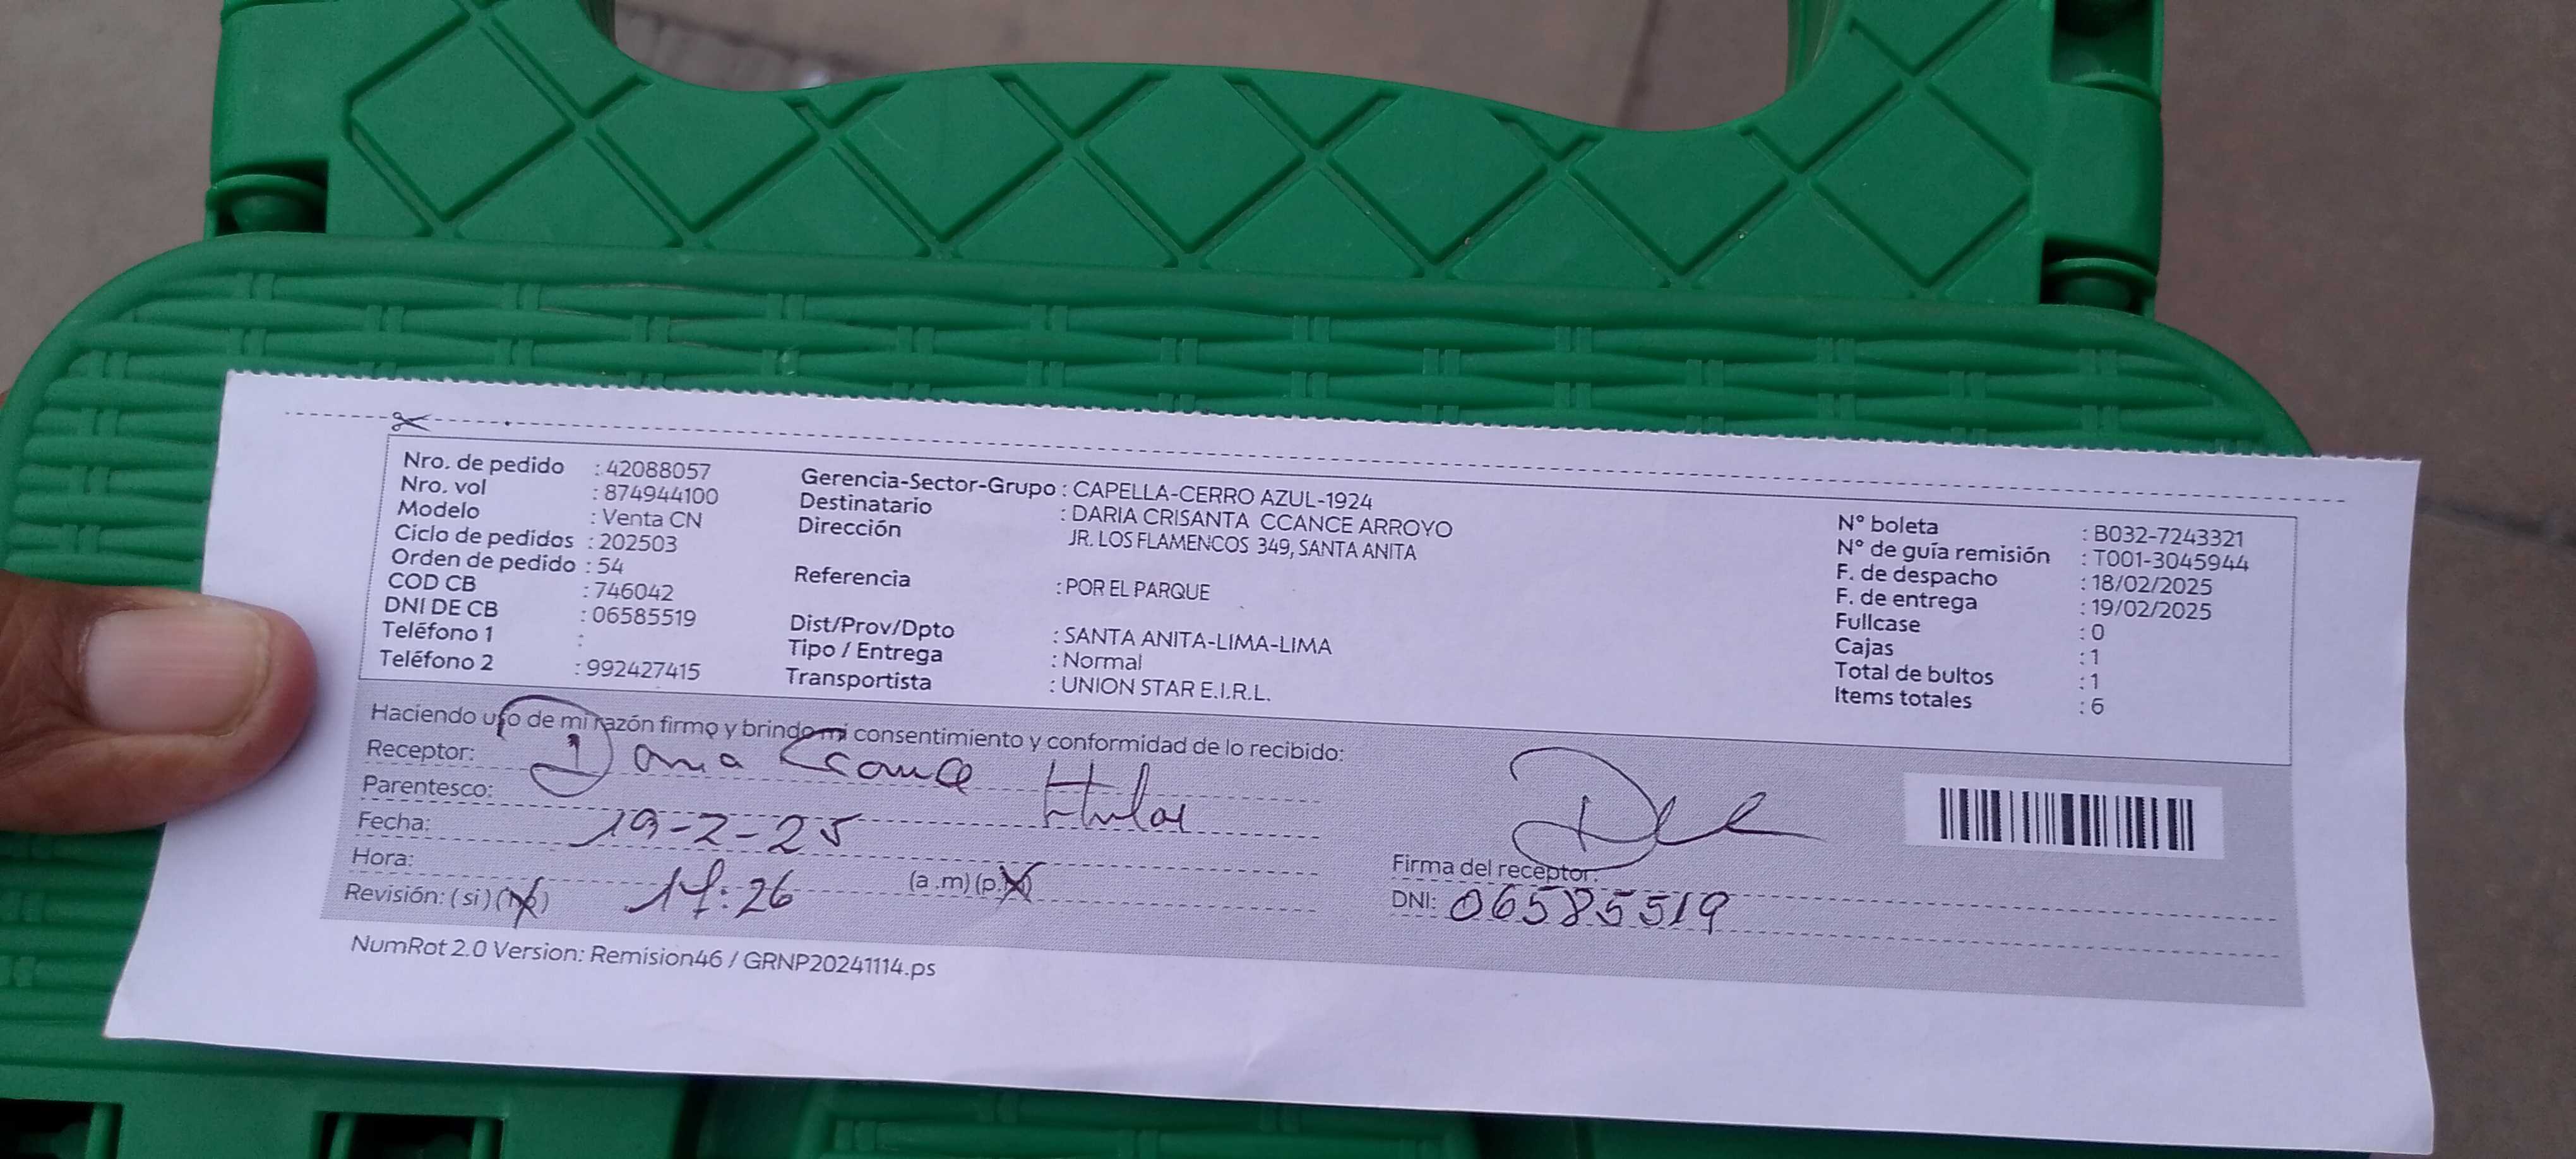 Nro. de pedido : 42088057
Nro. vol : 874944100
Modelo : Venta CN
Ciclo de pedidos : 202503
Orden de pedido : 54
COD CB : 746042
DNI DE CB : 06585519
Teléfono 1 :
Teléfono 2 : 992427415
Gerencia-Sector-Grupo : CAPELLA-CERRO AZUL-1924
Destinatario : DARIA CRISANTA CCANCE ARROYO
Dirección JR. LOS FLAMENCOS 349, SANTA ANITA
Referencia : POR EL PARQUE
Dist/Prov/Dpto : SANTA ANITA-LIMA-LIMA
Tipo / Entrega : Normal
Transportista : UNION STAR E.I.R.L.
N° boleta : B032-7243321
N° de guía remisión : T001-3045944
F. de despacho : 18/02/2025
F. de entrega : 19/02/2025
Fullcase : 0
Cajas : 1
Total de bultos : 1
Items totales : 6
Haciendo uso de mi razón firmo y brindo mi consentimiento y conformidad de lo recibido:
Receptor: Daria Ccance
Parentesco: titular
Fecha: 19-2-25
Hora: 17:26 (a.m) (p.m)
Revisión: (si) (no)
Firma del receptor:
DNI: 06585519
NumRot 2.0 Version: Remision46 / GRNP20241114.ps